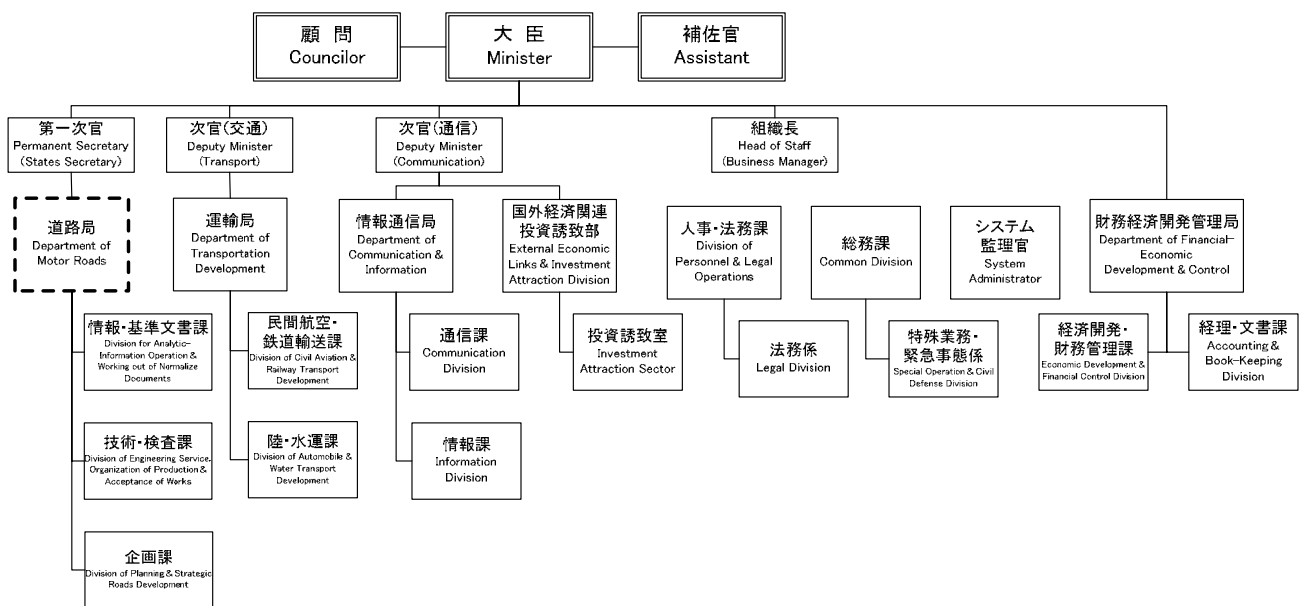 顧 問
Councilor
大 臣
Minister
補佐官
Assistant
第一次官
Permanent Secretary
(States Secretary)
次官(交通)
Deputy Minister
(Transport)
次官(通信)
Deputy Minister
(Communication)
組織長
Head of Staff
(Business Manager)
道路局
Department of
Motor Roads
運輸局
Department of
Transportation
Development
情報通信局
Department of
Communication &
Information
国外経済関連
投資誘致部
External Economic
Links & Investment
Attraction Division
人事・法務課
Division of
Personnel & Legal
Operations
総務課
Common Division
システム
監理官
System
Administrator
財務経済開発管理局
Department of Financial-
Economic
Development & Control
情報・基準文書課
Division for Analytic-
Information Operation &
Working out of Normalize
Documents
民間航空・
鉄道輸送課
Division of Civil Aviation &
Railway Transport
Development
通信課
Communication
Division
投資誘致室
Investment
Attraction Sector
法務係
Legal Division
特殊業務・
緊急事態係
Special Operation & Civil
Defense Division
経済開発・
財務管理課
Economic Development &
Financial Control Division
経理・文書課
Accounting &
Book-Keeping
Division
技術・検査課
Division of Engineering Service.
Organization of Production &
Acceptance of Works
陸・水運課
Division of Automobile &
Water Transport
Development
情報課
Information
Division
企画課
Division of Planning & Strategic
Roads Development